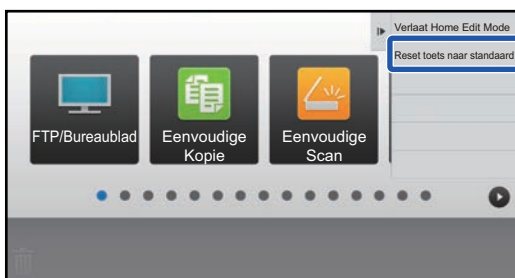 Verlaat Home Edit Mode
Reset toets naar standaard
FTP/Bureaublad
Eenvoudige
Kopie
Eenvoudige
Scan